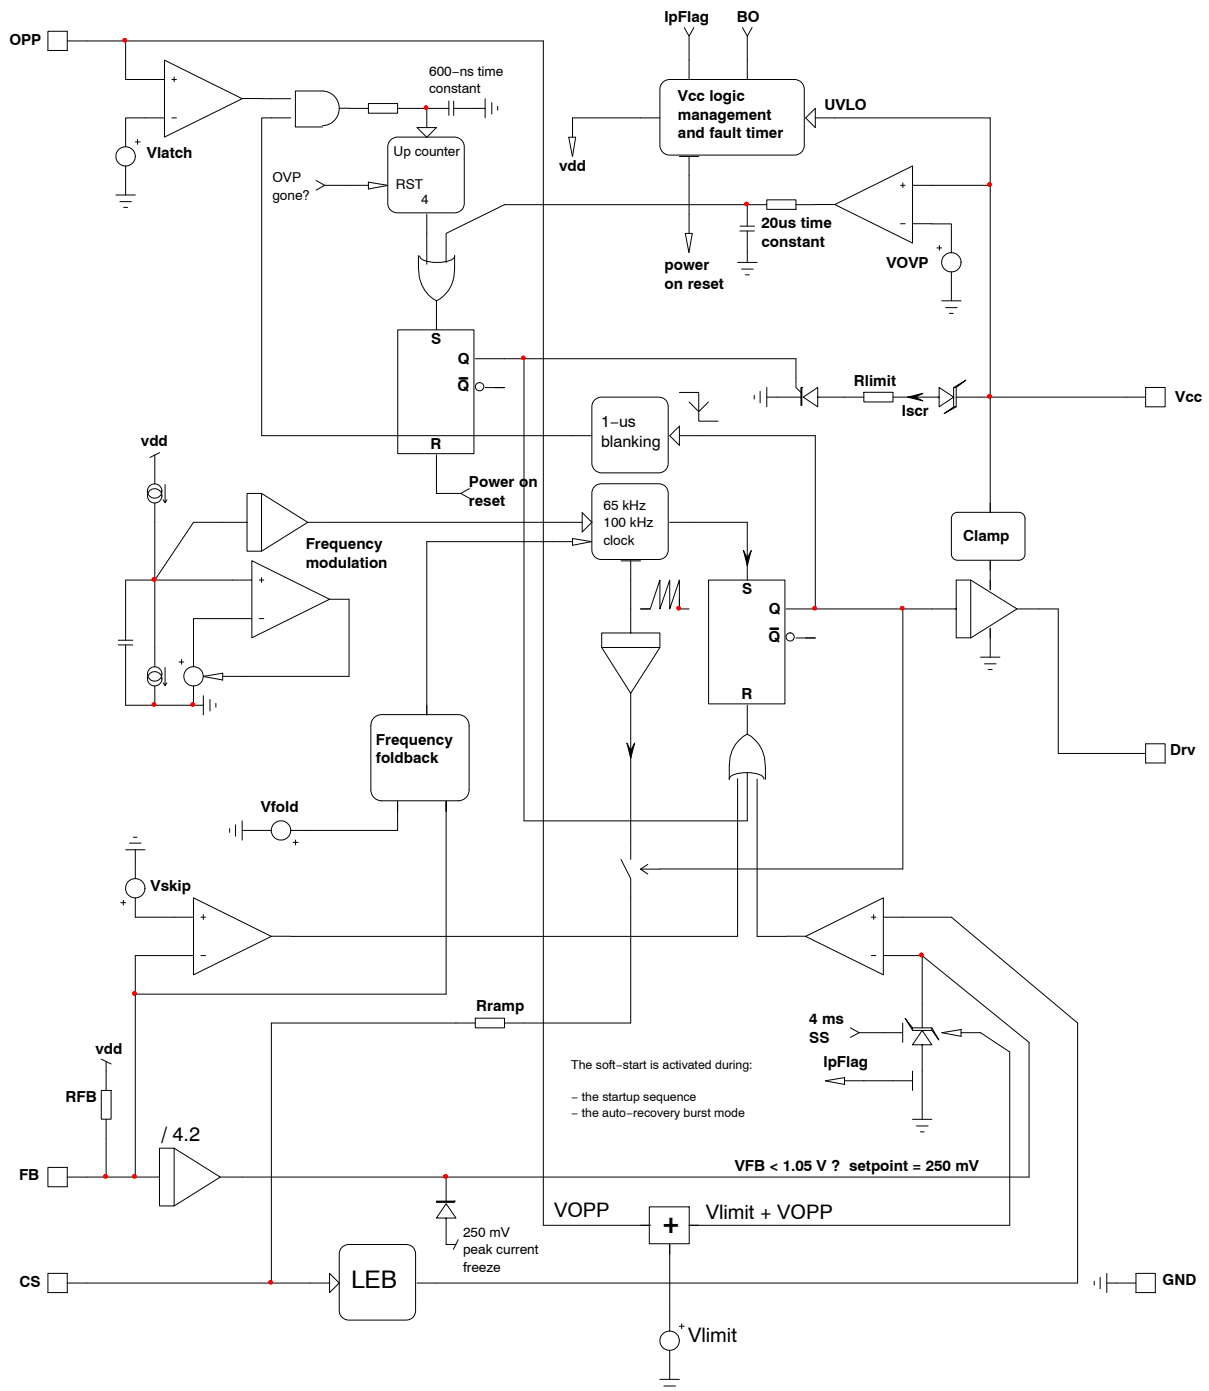 IpFlag
BO
OPP
600–ns time
constant
Vcc logic
management
and fault timer
UVLO
+
–
+
Vlatch
vdd
Up counter
RST
4
OVP
gone?
+
–
20us time
constant
+
VOVP
power
on reset
S
Q
Q
R
Rlimit
Iscr
Vcc
1–us
blanking
vdd
Power on
reset
65 kHz
100 kHz
clock
Clamp
Frequency
modulation
+
–
+
S
Q
Q
R
Frequency
foldback
Drv
Vfold
+
Vskip
+
+
–
+
–
Rramp
4 ms
SS
vdd
The soft–start is activated during:
IpFlag
RFB
– the startup sequence
– the auto–recovery burst mode
/ 4.2
FB
VFB < 1.05 V ? setpoint = 250 mV
VOPP
+
Vlimit + VOPP
250 mV
peak current
freeze
CS
LEB
GND
+
Vlimit